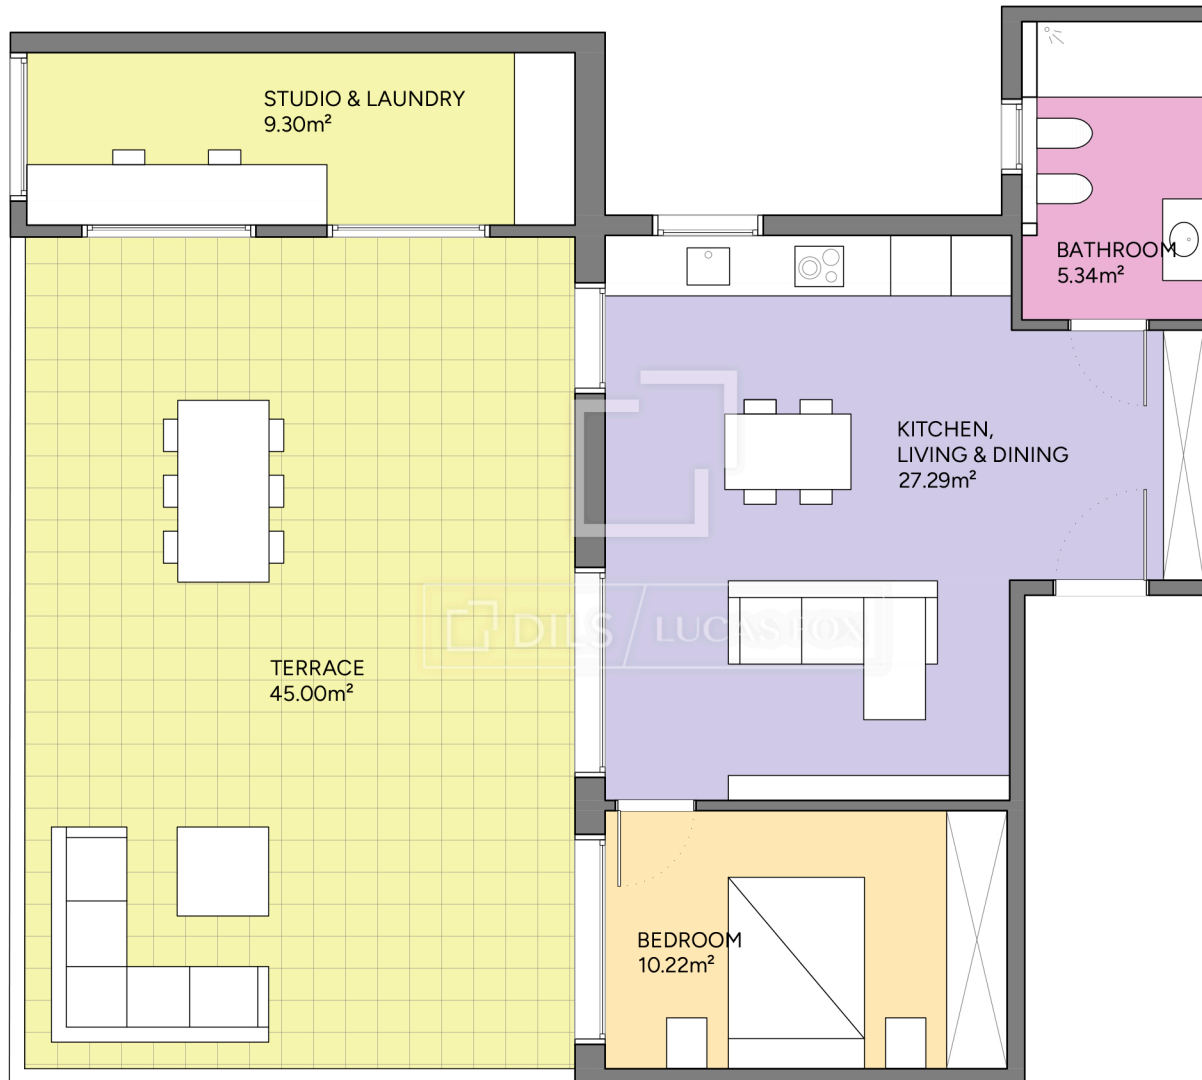 STUDIO & LAUNDRY
9.30m²
BATHROOM
5.34m²
KITCHEN,
LIVING & DINING
27.29m²
DILS / LUCAS FOX
TERRACE
45.00m²
BEDROOM
10.22m²